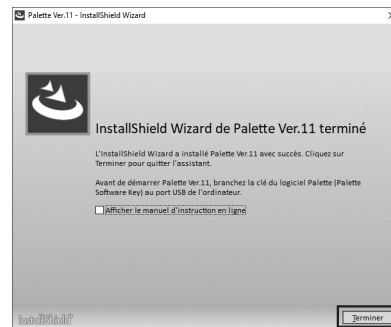 Palette Ver.11 - InstallShield Wizard
InstallShield Wizard de Palette Ver.11 terminé
L'InstallShield Wizard a installé Palette Ver.11 avec succès. Cliquez sur
Terminer pour quitter l'assistant.
Avant de démarrer Palette Ver.11, branchez la clé du logiciel Palette (Palette
Software Key) au port USB de l'ordinateur.
Afficher le manuel d'instruction en ligne
InstallShield
Terminer